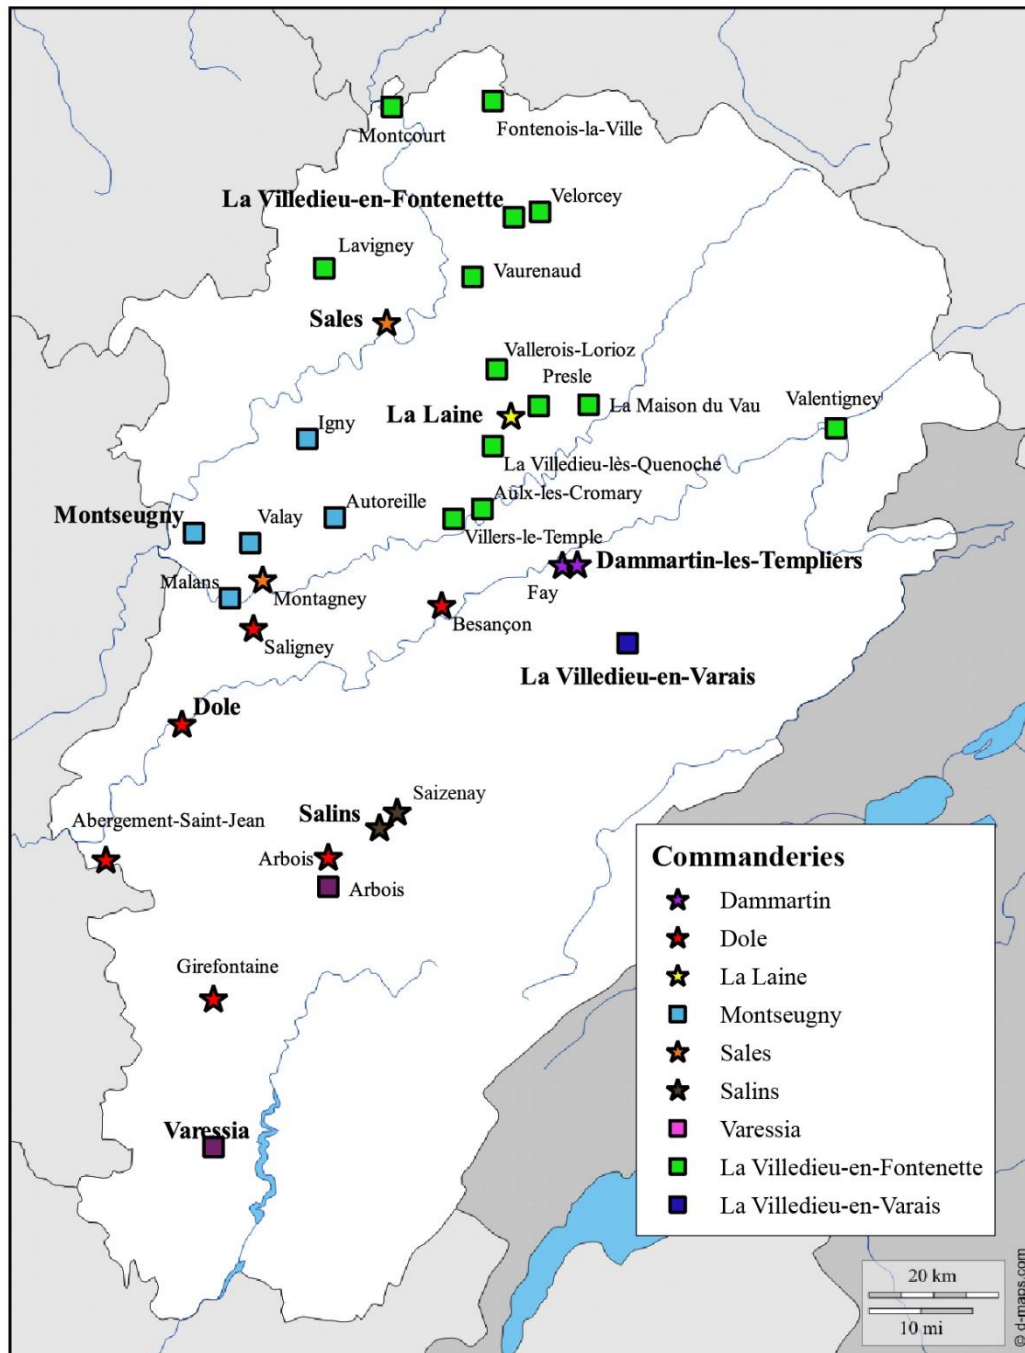 Montcourt
Fontenois-la-Ville
La Villedieu-en-Fontenette
Velorcey
Lavigney
Vaurenaud
Sales
Vallerois-Lorioz
Presle
La Laine
La Maison du Vau
Valentigney
Igny
La Villedieu-lès-Quenoche
Aulx-les-Cromary
Autoreille
Montseugny
Valay
Villers-le-Temple
Dammartin-les-Templiers
Malans
Montagney
Fay
Besançon
Saligney
La Villedieu-en-Varais
Dole
Saizenay
Salins
Abergement-Saint-Jean
Arbois
Arbois
Girefontaine
Varessia
Commanderies
Dammartin
Dole
La Laine
Montseugny
Sales
Salins
Varessia
La Villedieu-en-Fontenette
La Villedieu-en-Varais
20 km
10 mi
© d-maps.com